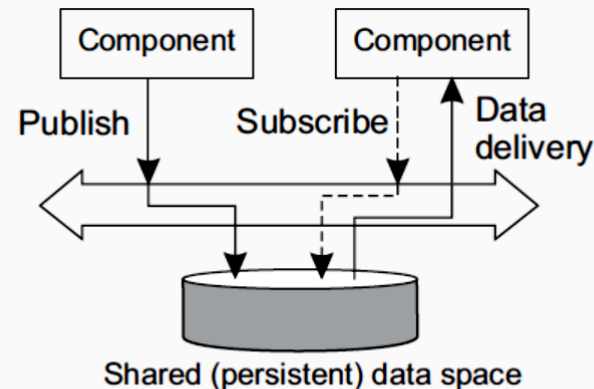 Component
Component
Publish
Subscribe
Data
delivery
Shared (persistent) data space